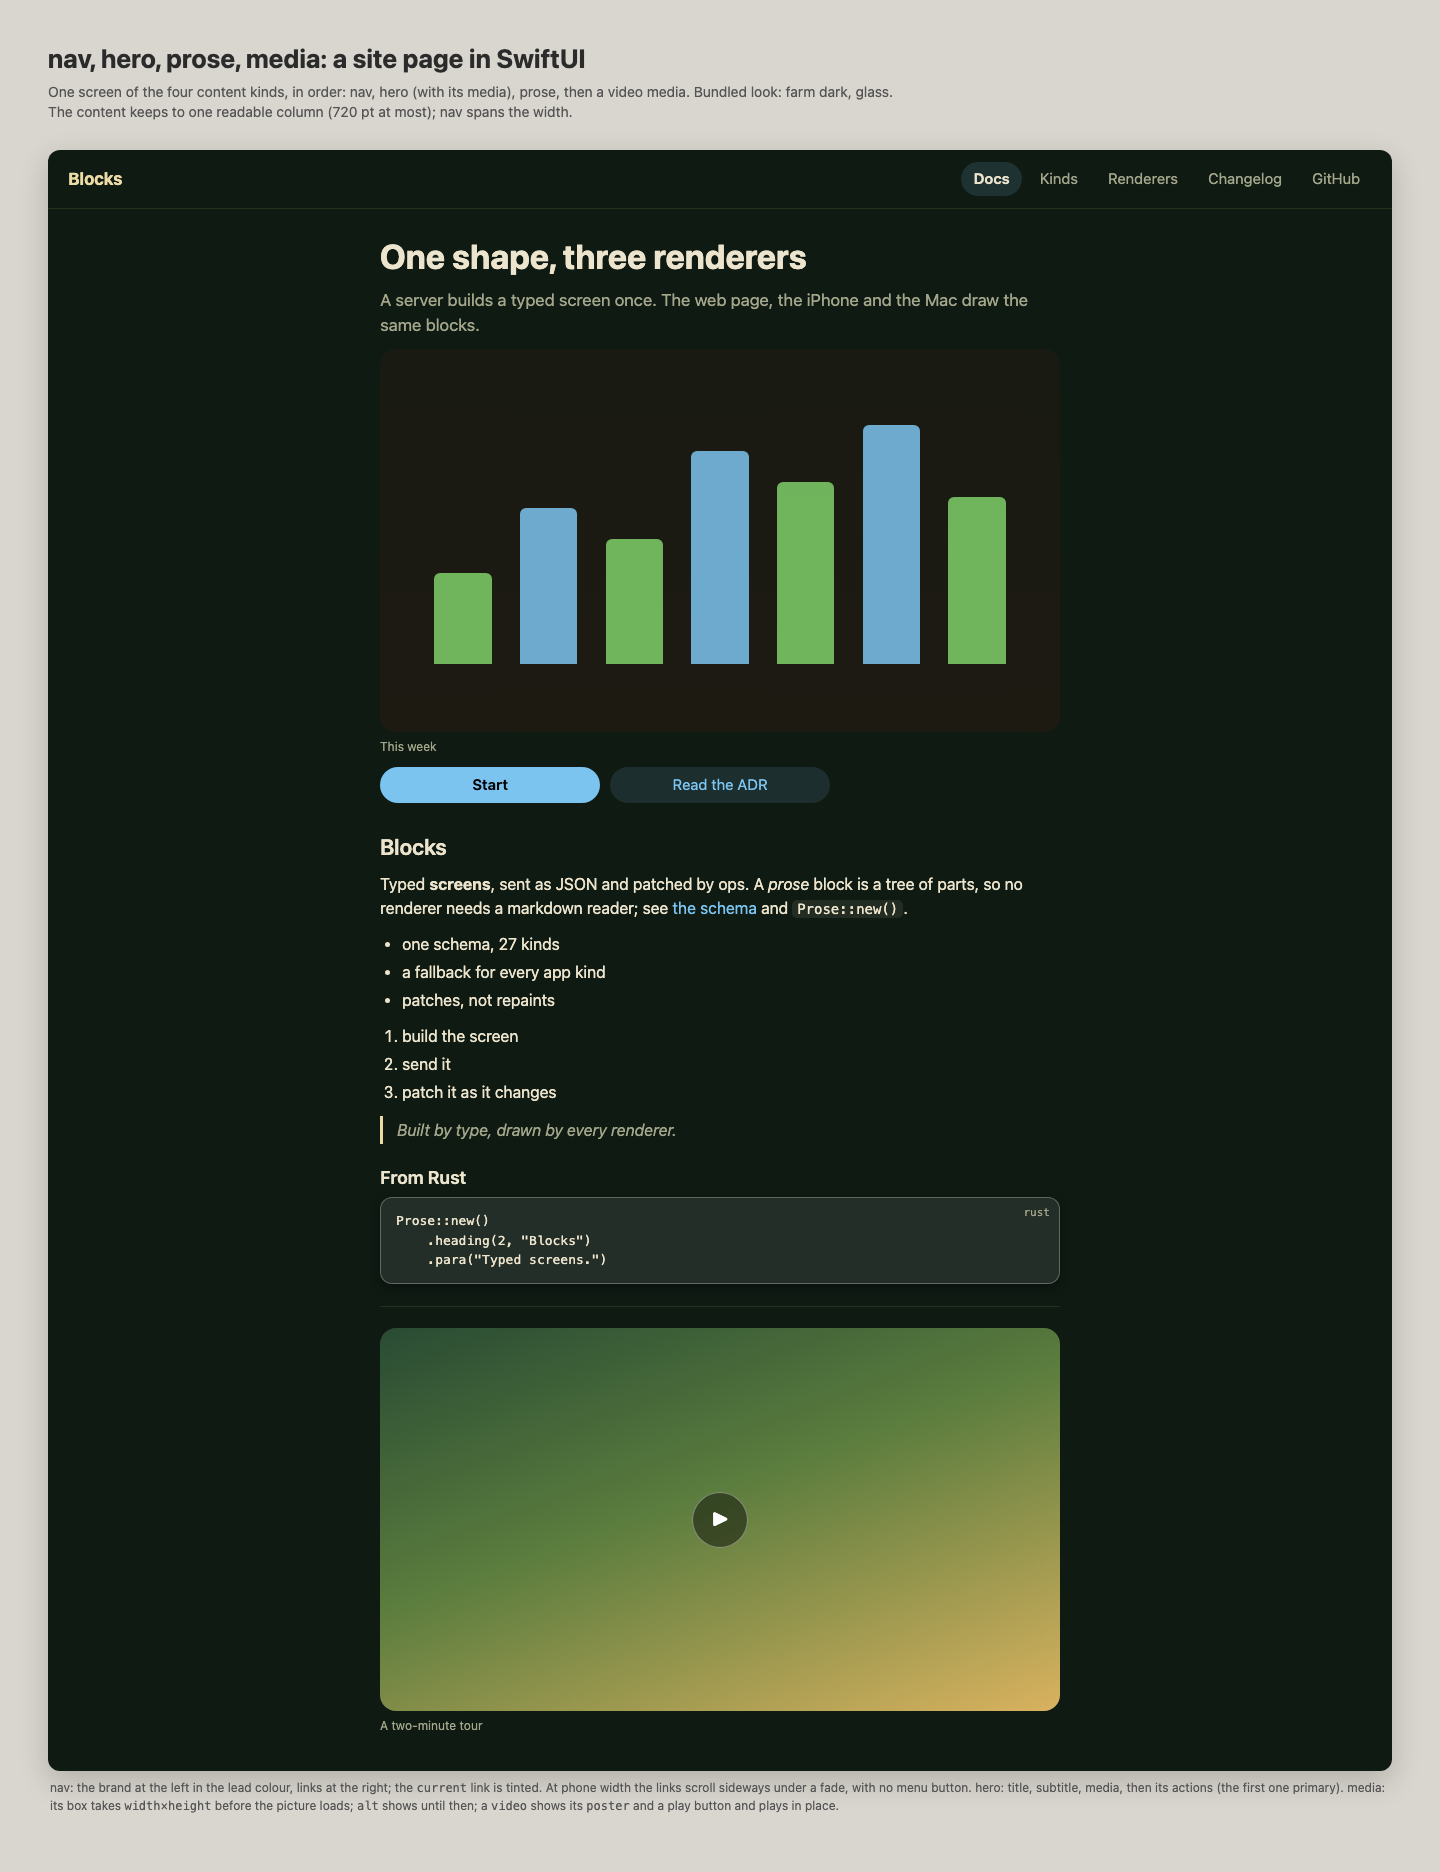 nav, hero, prose, media: a site page in SwiftUI
One screen of the four content kinds, in order: nav, hero (with its media), prose, then a video media. Bundled look: farm dark, glass.
The content keeps to one readable column (720 pt at most); nav spans the width.
Blocks
Docs
Kinds
Renderers
Changelog
GitHub
One shape, three renderers
A server builds a typed screen once. The web page, the iPhone and the Mac draw the
same blocks.
This week
Start
Read the ADR
Blocks
Typed screens, sent as JSON and patched by ops. A prose block is a tree of parts, so no
renderer needs a markdown reader; see the schema and Prose::new().
• one schema, 27 kinds
• a fallback for every app kind
• patches, not repaints
1. build the screen
2. send it
3. patch it as it changes
Built by type, drawn by every renderer.
From Rust
rust
Prose::new()
    .heading(2, "Blocks")
    .para("Typed screens.")
A two-minute tour
nav: the brand at the left in the lead colour, links at the right; the current link is tinted. At phone width the links scroll sideways under a fade, with no menu button. hero: title, subtitle, media, then its actions (the first one primary). media:
its box takes width×height before the picture loads; alt shows until then; a video shows its poster and a play button and plays in place.